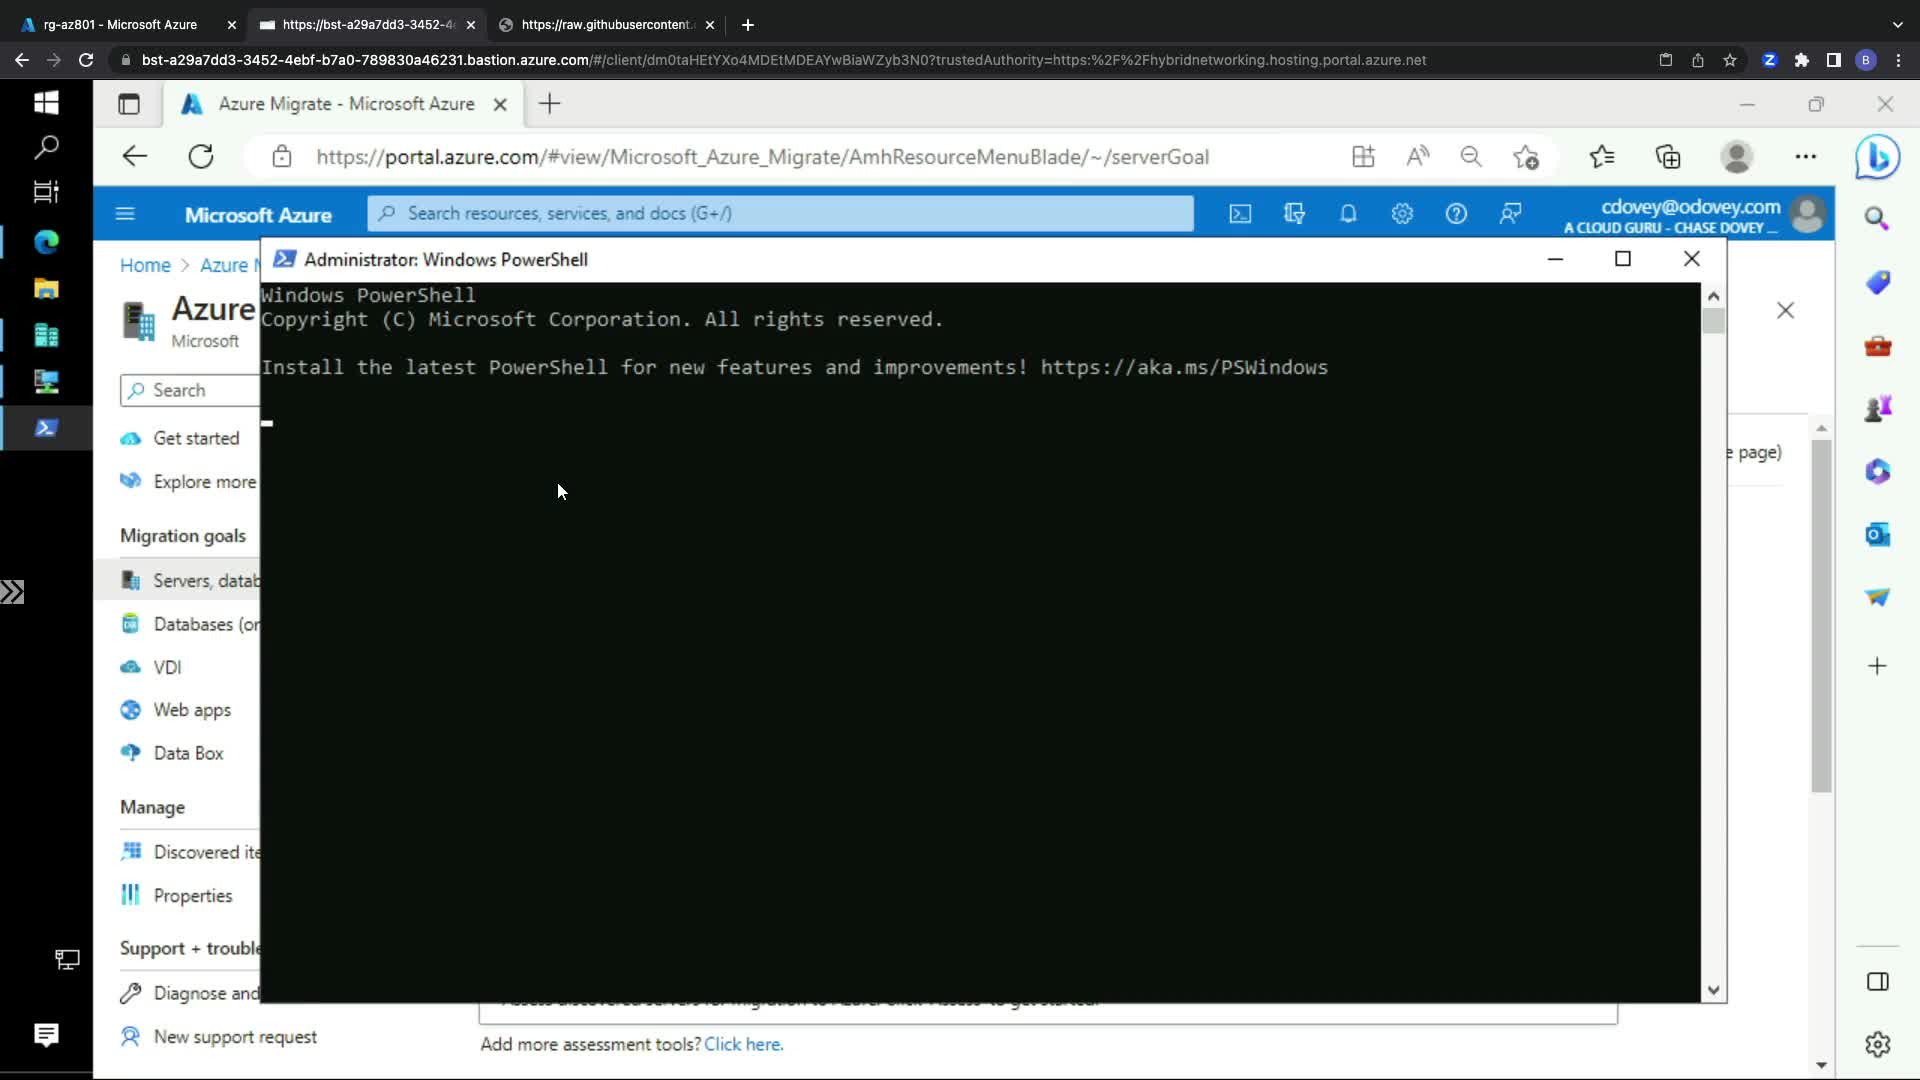 rg-az801 - Microsoft Azure
https://bst-a29a7dd3-3452-4
https://raw.githubusercontent.
bst-a29a7dd3-3452-4ebf-b7a0-789830a46231.bastion.azure.com/#/client/dm0taHEtYXo4MDEtMDEAYwBiaWZyb3N0?trustedAuthority=https:%2F%2Fhybridnetworking.hosting.portal.azure.net
B
Azure Migrate - Microsoft Azure
https://portal.azure.com/#view/Microsoft_Azure_Migrate/AmhResourceMenuBlade/~/serverGoal
Microsoft Azure
Search resources, services, and docs (G+/)
cdovey@odovey.com
A CLOUD GURU - CHASE DOVEY ...
Home > Azure M
Azure
Microsoft
Search
Get started
Explore more
Migration goals
Servers, datab
Databases (on
VDI
Web apps
Data Box
Manage
Discovered ite
Properties
Support + trouble
Diagnose and
New support request
Administrator: Windows PowerShell
Windows PowerShell
Copyright (C) Microsoft Corporation. All rights reserved.
Install the latest PowerShell for new features and improvements! https://aka.ms/PSWindows
e page)
Add more assessment tools? Click here.